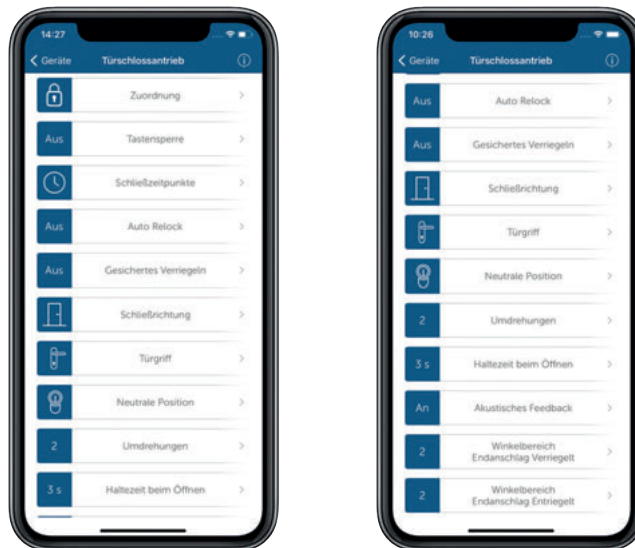 14:27
Geräte
Türschlossantrieb
Zuordnung
Aus
Tastensperre
Schließzeitpunkte
Aus
Auto Relock
Aus
Gesichertes Verriegeln
Schließrichtung
Türgriff
Neutrale Position
2
Umdrehungen
3 s
Haltezeit beim Öffnen
10:26
Geräte
Türschlossantrieb
Aus
Auto Relock
Aus
Gesichertes Verriegeln
Schließrichtung
Türgriff
Neutrale Position
2
Umdrehungen
3 s
Haltezeit beim Öffnen
An
Akustisches Feedback
2
Winkelbereich
Endanschlag Verriegelt
2
Winkelbereich
Endanschlag Entriegelt